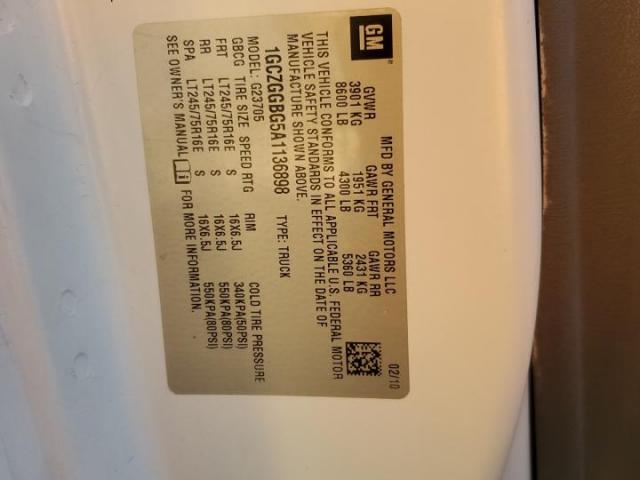 GM ®
MFD BY GENERAL MOTORS LLC 02/10
GVWR GAWR FRT GAWR RR
3901 KG 1951 KG 2431 KG
8600 LB 4300 LB 5360 LB
THIS VEHICLE CONFORMS TO ALL APPLICABLE U.S. FEDERAL MOTOR
VEHICLE SAFETY STANDARDS IN EFFECT ON THE DATE OF
MANUFACTURE SHOWN ABOVE.
1GCZGGBG5A1136898 TYPE: TRUCK
MODEL: G23705
GBCG TIRE SIZE SPEED RTG RIM COLD TIRE PRESSURE
FRT LT245/75R16E S 16X6.5J 340KPA(50PSI)
RR LT245/75R16E S 16X6.5J 550KPA(80PSI)
SPA LT245/75R16E S 16X6.5J 550KPA(80PSI)
SEE OWNER'S MANUAL i FOR MORE INFORMATION.